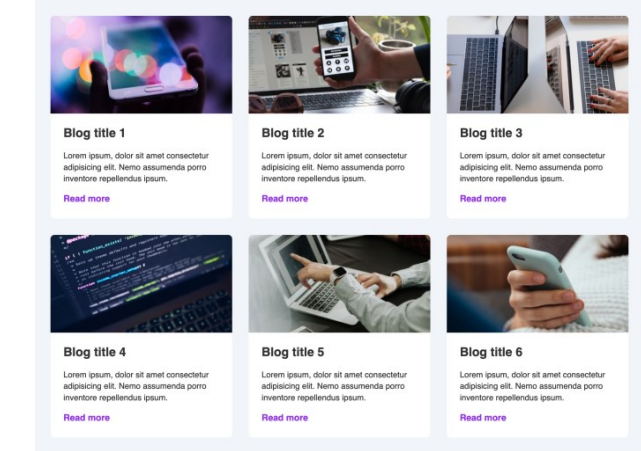 Blog title 1
Lorem ipsum, dolor sit amet consectetur
adipisicing elit. Nemo assumenda porro
inventore repellendus ipsum.
Read more
Blog title 2
Lorem ipsum, dolor sit amet consectetur
adipisicing elit. Nemo assumenda porro
inventore repellendus ipsum.
Read more
Blog title 3
Lorem ipsum, dolor sit amet consectetur
adipisicing elit. Nemo assumenda porro
inventore repellendus ipsum.
Read more
Blog title 4
Lorem ipsum, dolor sit amet consectetur
adipisicing elit. Nemo assumenda porro
inventore repellendus ipsum.
Read more
Blog title 5
Lorem ipsum, dolor sit amet consectetur
adipisicing elit. Nemo assumenda porro
inventore repellendus ipsum.
Read more
Blog title 6
Lorem ipsum, dolor sit amet consectetur
adipisicing elit. Nemo assumenda porro
inventore repellendus ipsum.
Read more